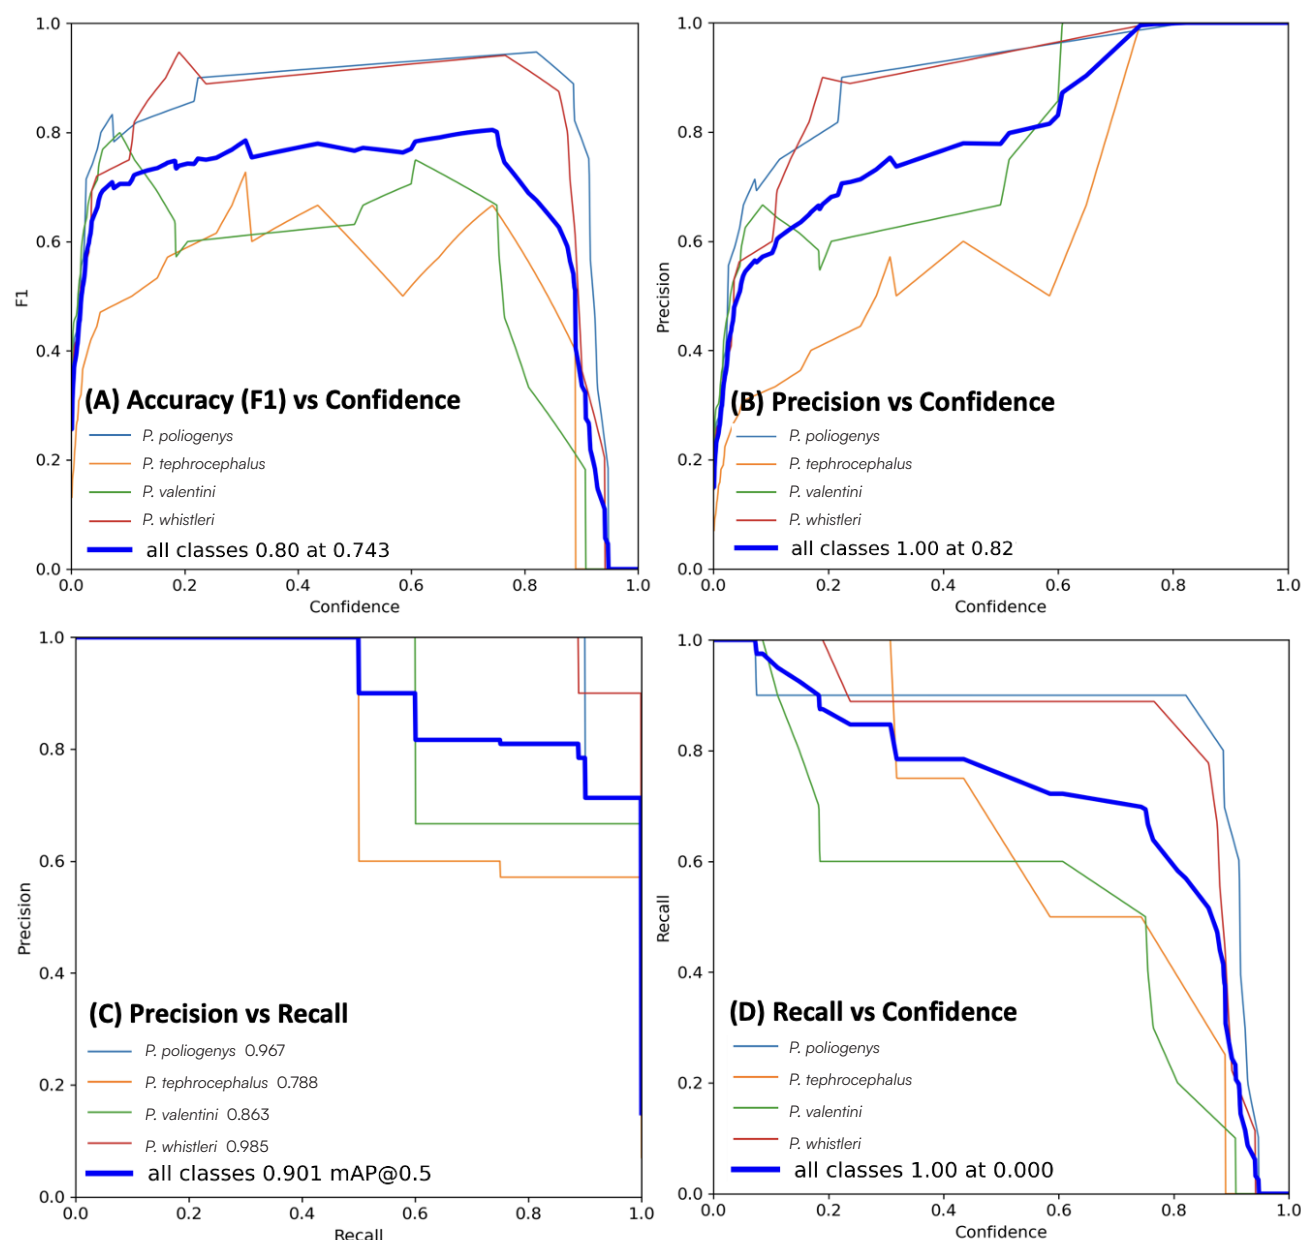 1.0
0.8
0.6
0.4
0.2
0.0
F1
(A) Accuracy (F1) vs Confidence
P. poliogenys
P. tephrocephalus
P. valentini
P. whistleri
all classes 0.80 at 0.743
0.0 0.2 0.4 0.6 0.8 1.0
Confidence
1.0
0.8
0.6
0.4
0.2
0.0
Precision
(B) Precision vs Confidence
P. poliogenys
P. tephrocephalus
P. valentini
P. whistleri
all classes 1.00 at 0.82
0.0 0.2 0.4 0.6 0.8 1.0
Confidence
1.0
0.8
0.6
0.4
0.2
0.0
Precision
(C) Precision vs Recall
P. poliogenys 0.967
P. tephrocephalus 0.788
P. valentini 0.863
P. whistleri 0.985
all classes 0.901 mAP@0.5
0.0 0.2 0.4 0.6 0.8 1.0
Recall
1.0
0.8
0.6
0.4
0.2
0.0
Recall
(D) Recall vs Confidence
P. poliogenys
P. tephrocephalus
P. valentini
P. whistleri
all classes 1.00 at 0.000
0.0 0.2 0.4 0.6 0.8 1.0
Confidence